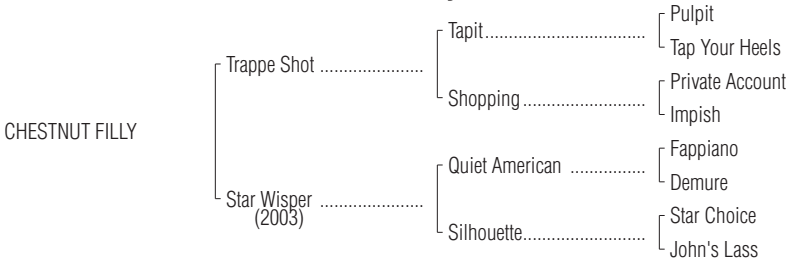 Pulpit
Tapit..................................
Tap Your Heels
Trappe Shot ......................
Private Account
Shopping..........................
Impish
CHESTNUT FILLY
Fappiano
Quiet American ................
Demure
Star Wisper ......................
(2003)
Star Choice
Silhouette..........................
John's Lass